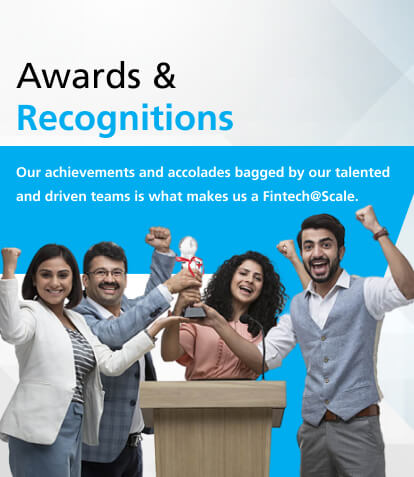 Awards &
Recognitions
Our achievements and accolades bagged by our talented
and driven teams is what makes us a Fintech@Scale.